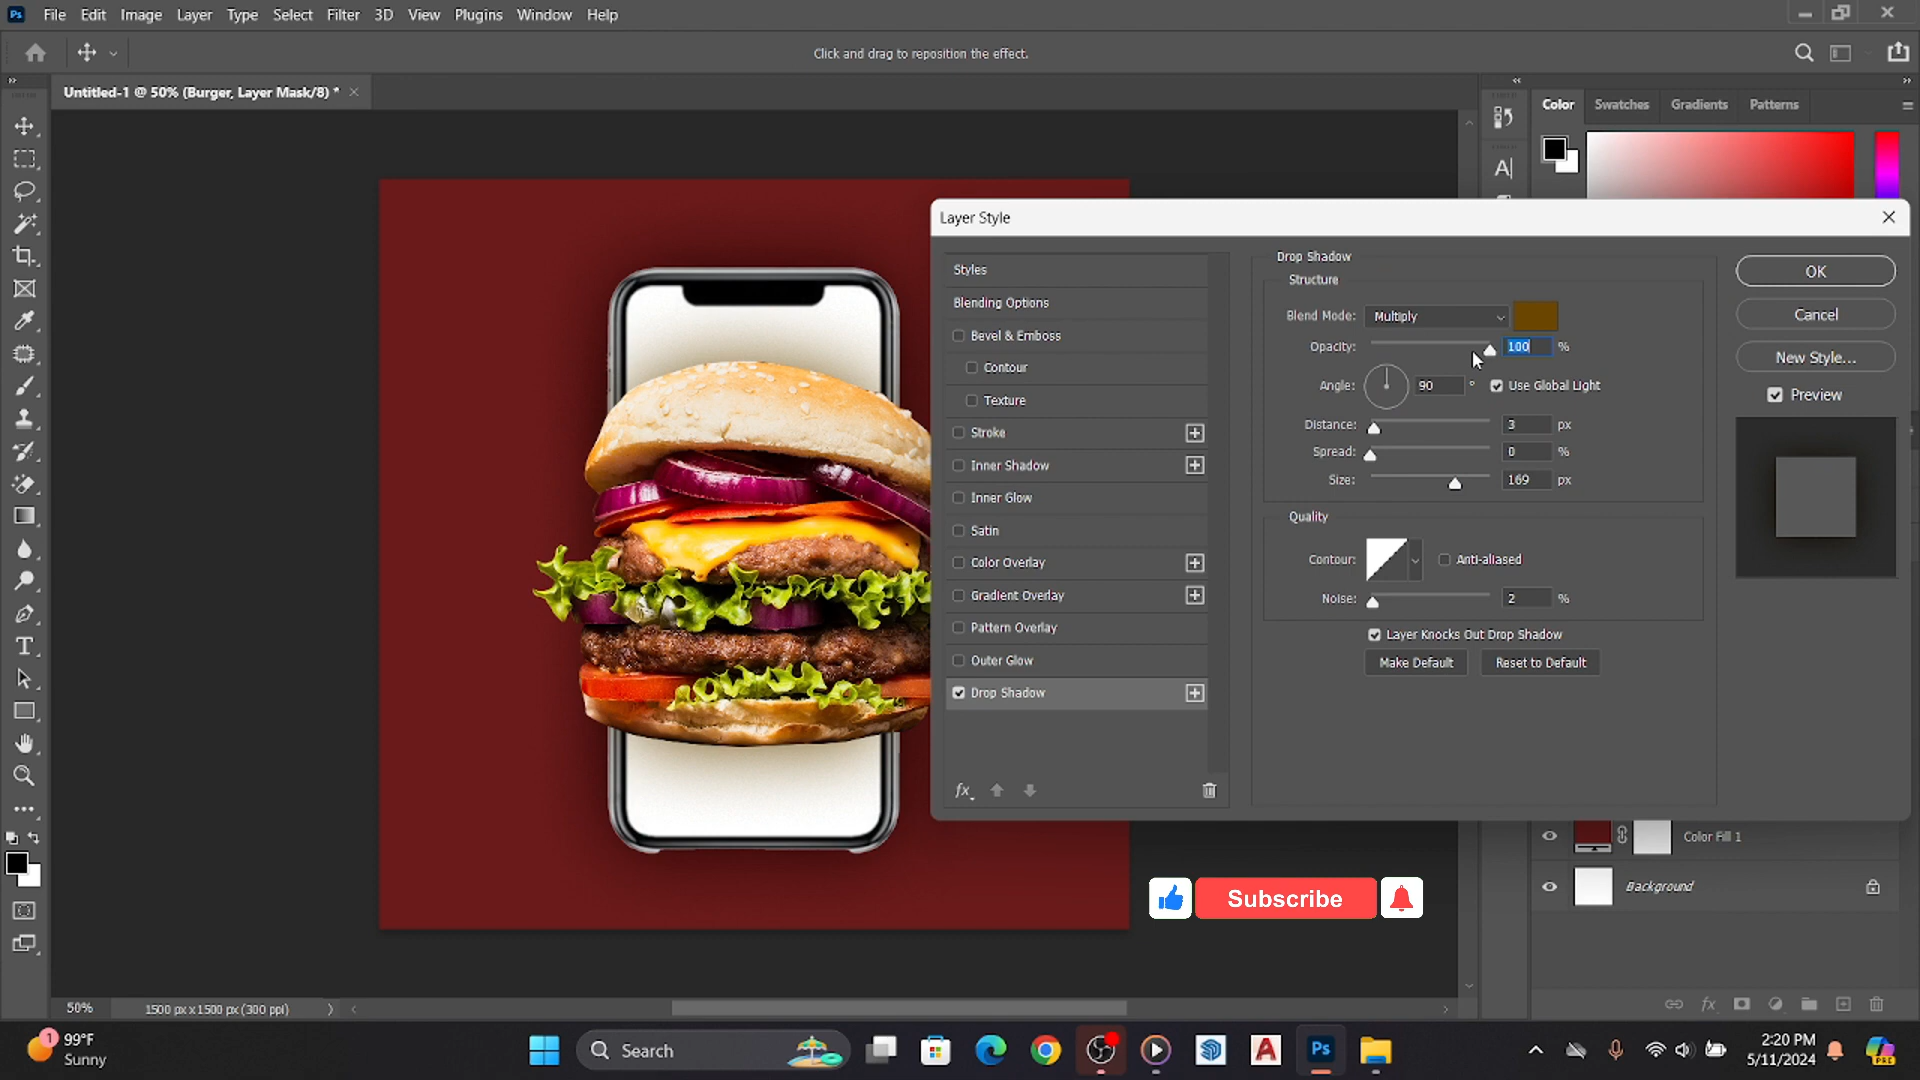 Ps File Edit Image Layer Type Select Filter 3D View Plugins Window Help
Click and drag to reposition the effect.
Untitled-1 @ 50% (Burger, Layer Mask/8) *
Color Swatches Gradients Patterns
Layer Style
Styles
Blending Options
Bevel & Emboss
Contour
Texture
Stroke
Inner Shadow
Inner Glow
Satin
Color Overlay
Gradient Overlay
Pattern Overlay
Outer Glow
Drop Shadow
fx
Drop Shadow
Structure
Blend Mode: Multiply
Opacity: 100 %
Angle: 90 ° Use Global Light
Distance: 3 px
Spread: 0 %
Size: 169 px
Quality
Contour: Anti-aliased
Noise: 2 %
Layer Knocks Out Drop Shadow
Make Default Reset to Default
OK
Cancel
New Style...
Preview
Color Fill 1
Background
Subscribe
fx
50% 1500 px x 1500 px (300 ppi)
1 99°F
Sunny
Search
A Ps
2:20 PM
5/11/2024
PRE